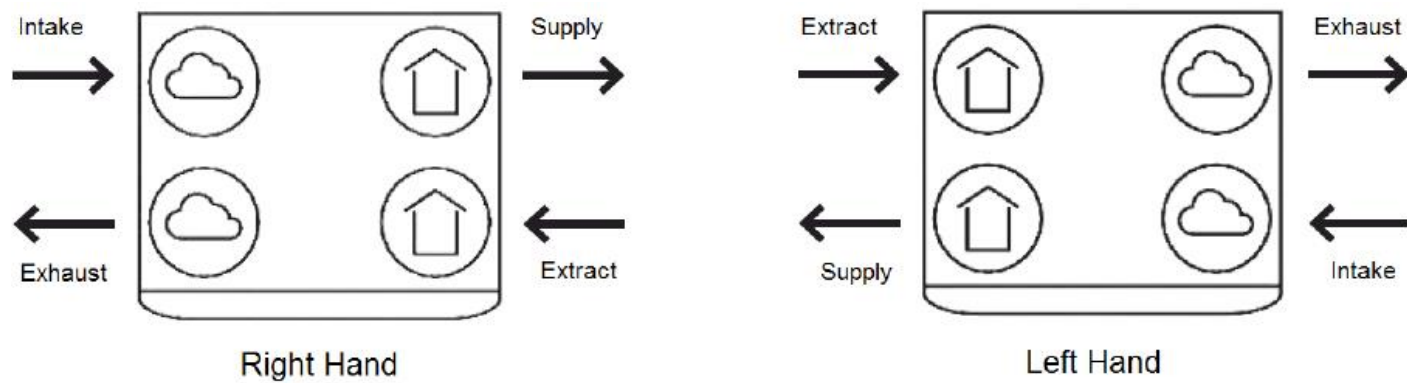 Intake
Supply
Exhaust
Extract
Right Hand
Extract
Exhaust
Supply
Intake
Left Hand